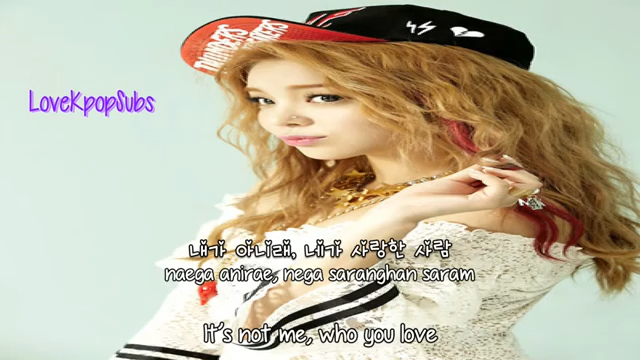 LoveKpopSubs
내가 아니래, 네가 사랑한 사람
naega anirae, nega saranghan saram
It's not me, who you love